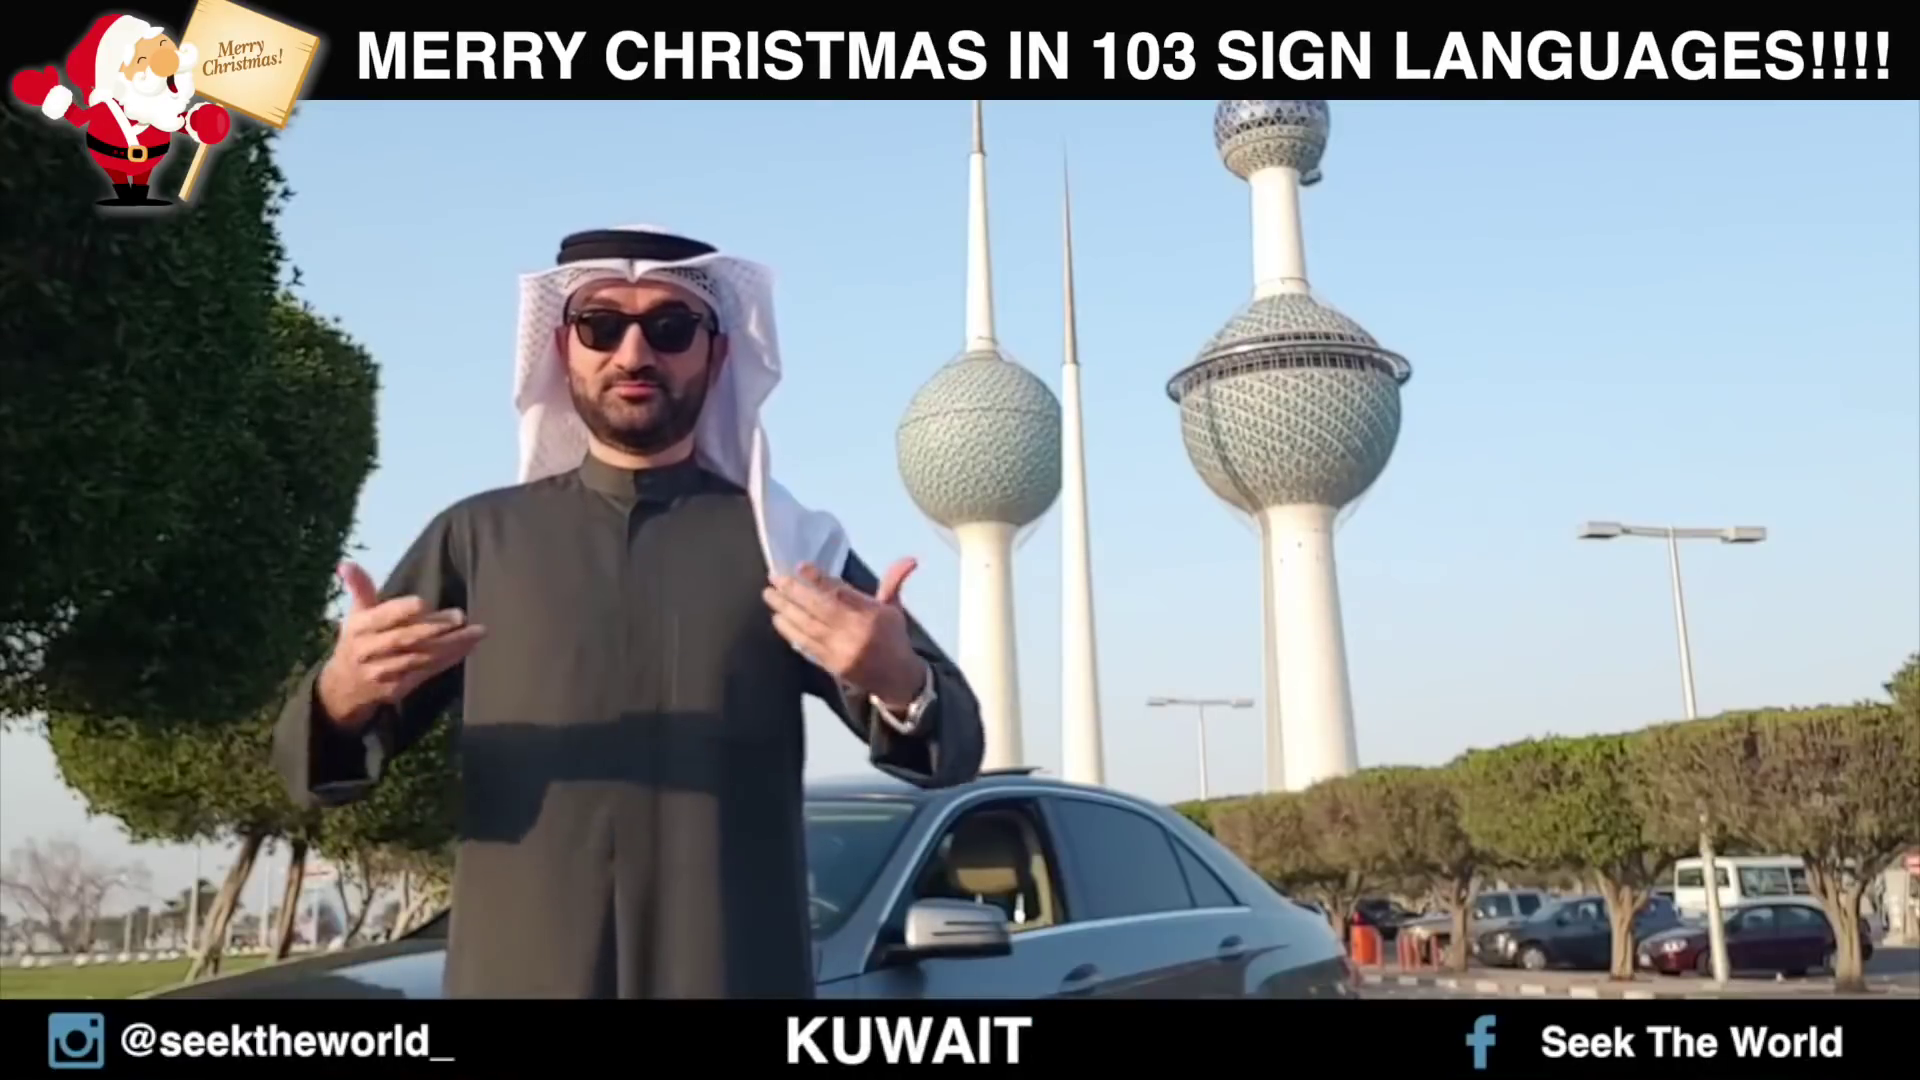 Merry
Christmas!
MERRY CHRISTMAS IN 103 SIGN LANGUAGES!!!!
@seektheworld_
KUWAIT
Seek The World